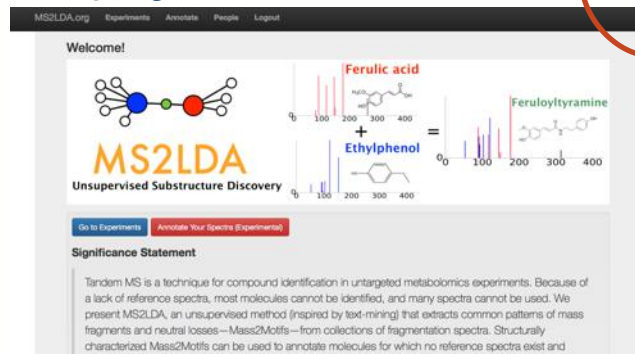 MS2LDA.org Experiments Annotate People Logout
Welcome!
MS2LDA
Unsupervised Substructure Discovery
Ferulic acid
0 100 200 300 400
+
Ethylphenol
0 100 200 300 400
=
Feruloyltyramine
0 100 200 300 400
Go to Experiments Annotate Your Spectra (Experimental)
Significance Statement
Tandem MS is a technique for compound identification in untargeted metabolomics experiments. Because of
a lack of reference spectra, most molecules cannot be identified, and many spectra cannot be used. We
present MS2LDA, an unsupervised method (inspired by text-mining) that extracts common patterns of mass
fragments and neutral losses—Mass2Motifs—from collections of fragmentation spectra. Structurally
characterized Mass2Motifs can be used to annotate molecules for which no reference spectra exist and